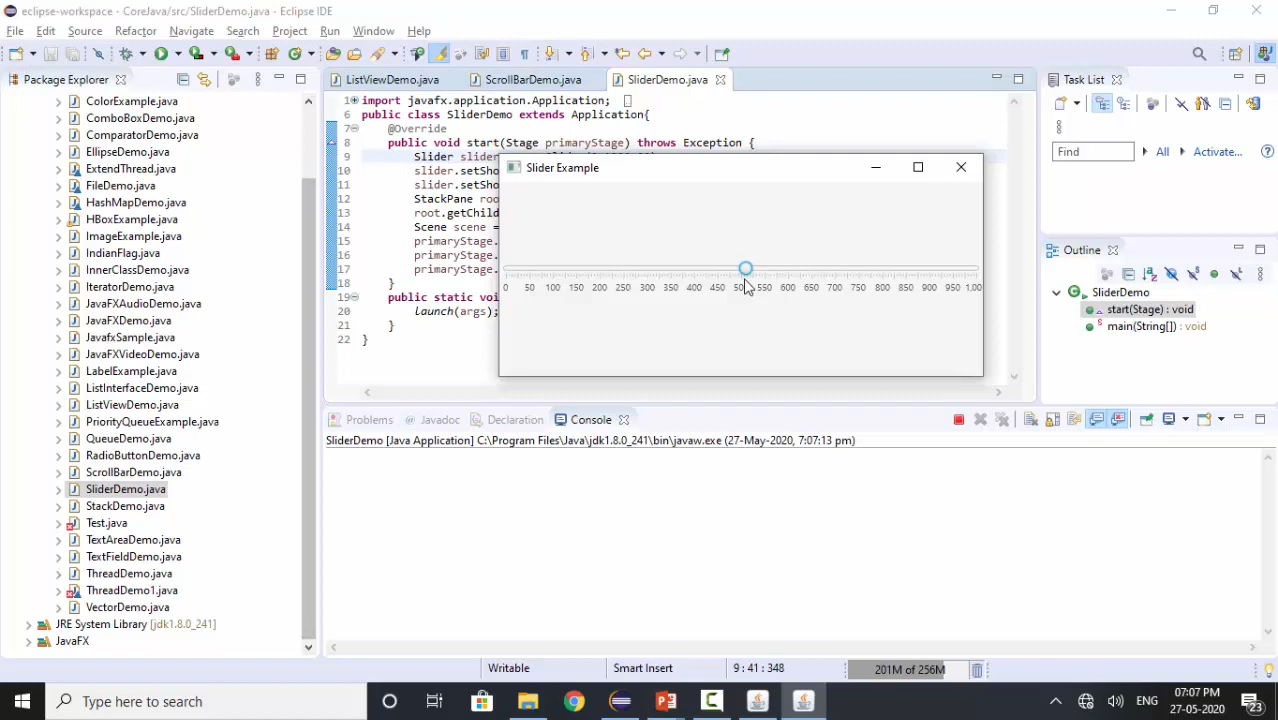 eclipse-workspace - CoreJava/src/SliderDemo.java - Eclipse IDE
File Edit Source Refactor Navigate Search Project Run Window Help
Package Explorer
ColorExample.java
ComboBoxDemo.java
ComparatorDemo.java
EllipseDemo.java
ExtendThread.java
FileDemo.java
HashMapDemo.java
HBoxExample.java
ImageExample.java
IndianFlag.java
InnerClassDemo.java
IteratorDemo.java
JavaFXAudioDemo.java
JavaFXDemo.java
JavafxSample.java
JavaFXVideoDemo.java
LabelExample.java
ListInterfaceDemo.java
ListViewDemo.java
PriorityQueueExample.java
QueueDemo.java
RadioButtonDemo.java
ScrollBarDemo.java
SliderDemo.java
StackDemo.java
Test.java
TextAreaDemo.java
TextFieldDemo.java
ThreadDemo.java
ThreadDemo1.java
VectorDemo.java
JRE System Library [jdk1.8.0_241]
JavaFX
ListViewDemo.java ScrollBarDemo.java SliderDemo.java
1 import javafx.application.Application;
6 public class SliderDemo extends Application{
7 @Override
8 public void start(Stage primaryStage) throws Exception {
9 Slider slider
10 slider.setSho
11 slider.setSho
12 StackPane roo
13 root.getChild
14 Scene scene =
15 primaryStage.
16 primaryStage.
17 primaryStage.
18 }
19 public static voi
20 launch(args);
21 }
22 }
Slider Example
0 50 100 150 200 250 300 350 400 450 550 600 650 700 750 800 850 900 950 1,00
Task List
Find All Activate...
Outline
SliderDemo
start(Stage) : void
main(String[]) : void
Problems Javadoc Declaration Console
SliderDemo [Java Application] C:\Program Files\Java\jdk1.8.0_241\bin\javaw.exe (27-May-2020, 7:07:13 pm)
Writable Smart Insert 9 : 41 : 348 201M of 256M
Type here to search
ENG
07:07 PM
27-05-2020
23